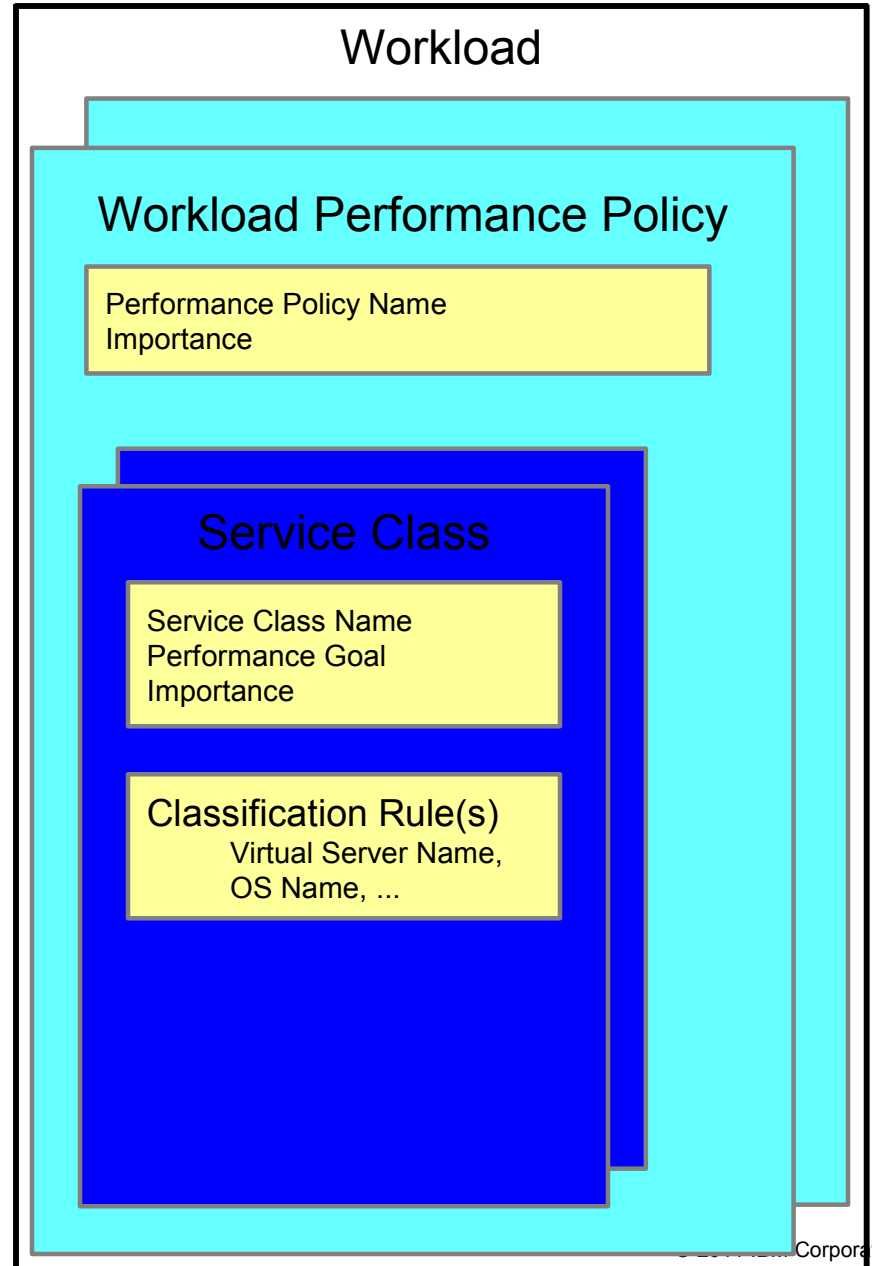 Workload
Workload Performance Policy
Performance Policy Name
Importance
Service Class
Service Class Name
Performance Goal
Importance
Classification Rule(s)
Virtual Server Name,
OS Name, ...